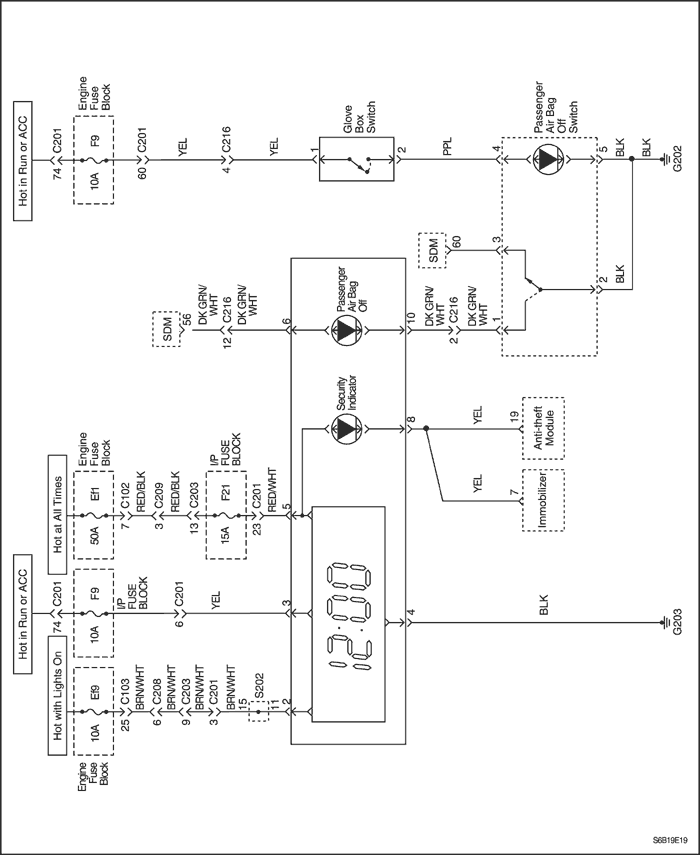 Hot with Lights On
Engine
Fuse
Block
10A
Ef9
25
C103
BRN/WHT
6
C208
BRN/WHT
9
C203
BRN/WHT
3
C201
BRN/WHT
15
S202
11
2
Hot in Run or ACC
74
C201
10A
F9
I/P
FUSE
BLOCK
6
C201
YEL
3
Hot at All Times
50A
Ef1
Engine
Fuse
Block
7
C102
RED/BLK
3
C209
RED/BLK
13
C203
15A
F21
I/P
FUSE
BLOCK
23
C201
RED/WHT
5
12:00
Security
Indicator
4
BLK
G203
8
YEL
YEL
7
Immobilizer
19
Anti-theft
Module
SDM
56
DK GRN/
WHT
12
C216
DK GRN/
WHT
6
Passenger
Air Bag
Off
10
DK GRN/
WHT
2
C216
DK GRN/
WHT
1
SDM
60
3
2
BLK
Hot in Run or ACC
74
C201
10A
F9
Engine
Fuse
Block
60
C201
YEL
4
C216
YEL
1
Glove
Box
Switch
2
PPL
4
Passenger
Air Bag
Off
Switch
5
BLK
BLK
G202
S6B19E19